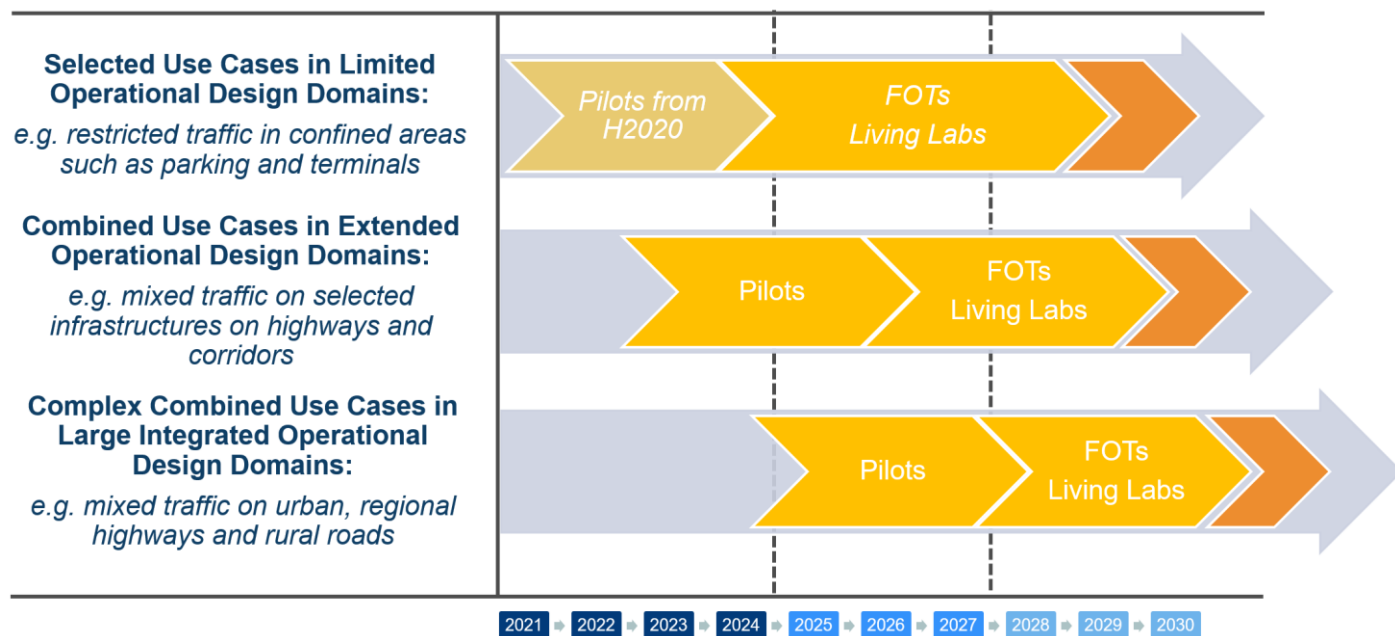 Selected Use Cases in Limited
Operational Design Domains:
e.g. restricted traffic in confined areas
such as parking and terminals
Pilots from
H2020
FOTs
Living Labs
Combined Use Cases in Extended
Operational Design Domains:
e.g. mixed traffic on selected
infrastructures on highways and
corridors
Pilots
FOTs
Living Labs
Complex Combined Use Cases in
Large Integrated Operational
Design Domains:
e.g. mixed traffic on urban, regional
highways and rural roads
Pilots
FOTs
Living Labs
2021 2022 2023 2024 2025 2026 2027 2028 2029 2030